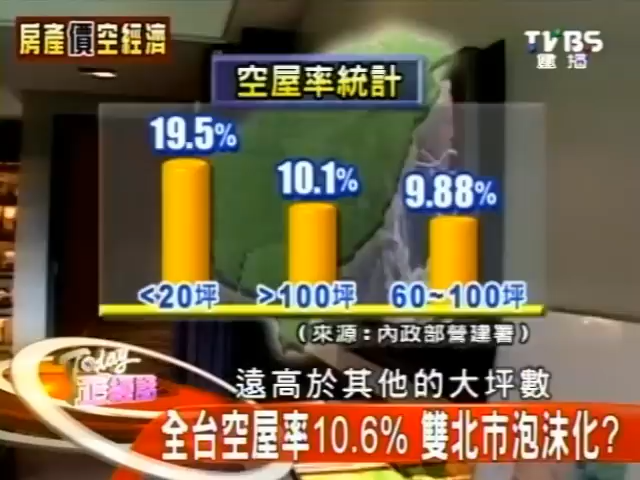 房產價空經濟
TVBS
重播
空屋率統計
19.5%
10.1%
9.88%
<20坪
>100坪
60~100坪
(來源:內政部營建署)
Today
遠高於其他的大坪數
全台空屋率10.6% 雙北市泡沫化?